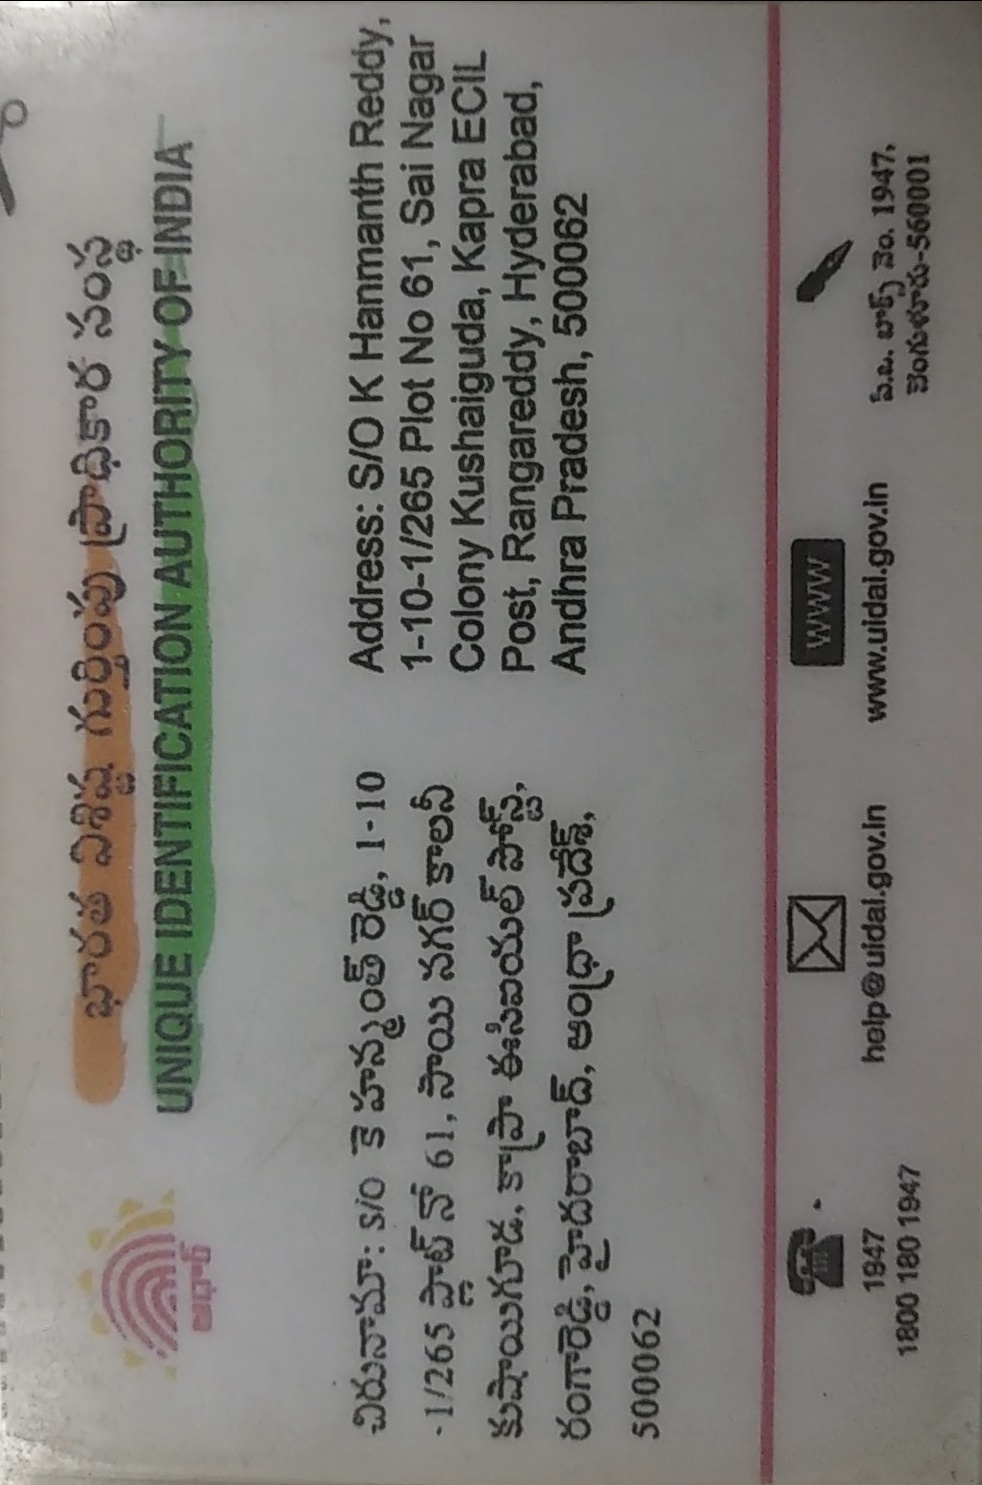 భారత విశిష్ట గుర్తింపు ప్రాధికార సంస్థ
UNIQUE IDENTIFICATION AUTHORITY OF INDIA
ఆధార్
చిరునామా: S/O కె హన్మంత్ రెడ్డి, 1-10
-1/265 ప్లాట్ నో 61, సాయి నగర్ కాలనీ
కుషాయిగూడ, కాప్రా ఈసిఐయల్ పోస్ట్,
రంగారెడ్డి, హైదరాబాద్, ఆంధ్రా ప్రదేశ్,
500062
Address: S/O K Hanmanth Reddy,
1-10-1/265 Plot No 61, Sai Nagar
Colony Kushaiguda, Kapra ECIL
Post, Rangareddy, Hyderabad,
Andhra Pradesh, 500062
1947
1800 180 1947
help@uidai.gov.in
WWW
www.uidai.gov.in
పి.బి. బాక్స్ నెం. 1947,
బెంగుళూరు-560001